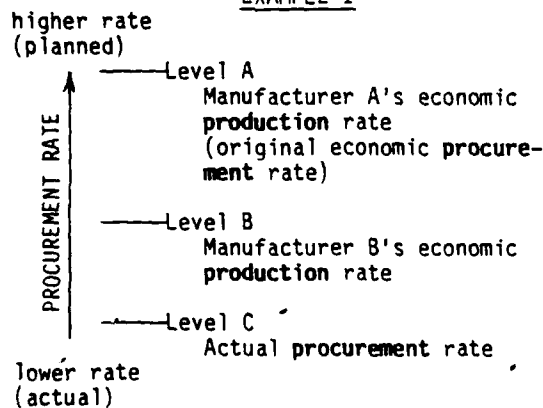 EXAMPLE 1
higher rate
(planned)
Level A
Manufacturer A's economic
production rate
(original economic procure-
ment rate)
PROCUREMENT RATE
Level B
Manufacturer B's economic
production rate
Level C
Actual procurement rate
lower rate
(actual)